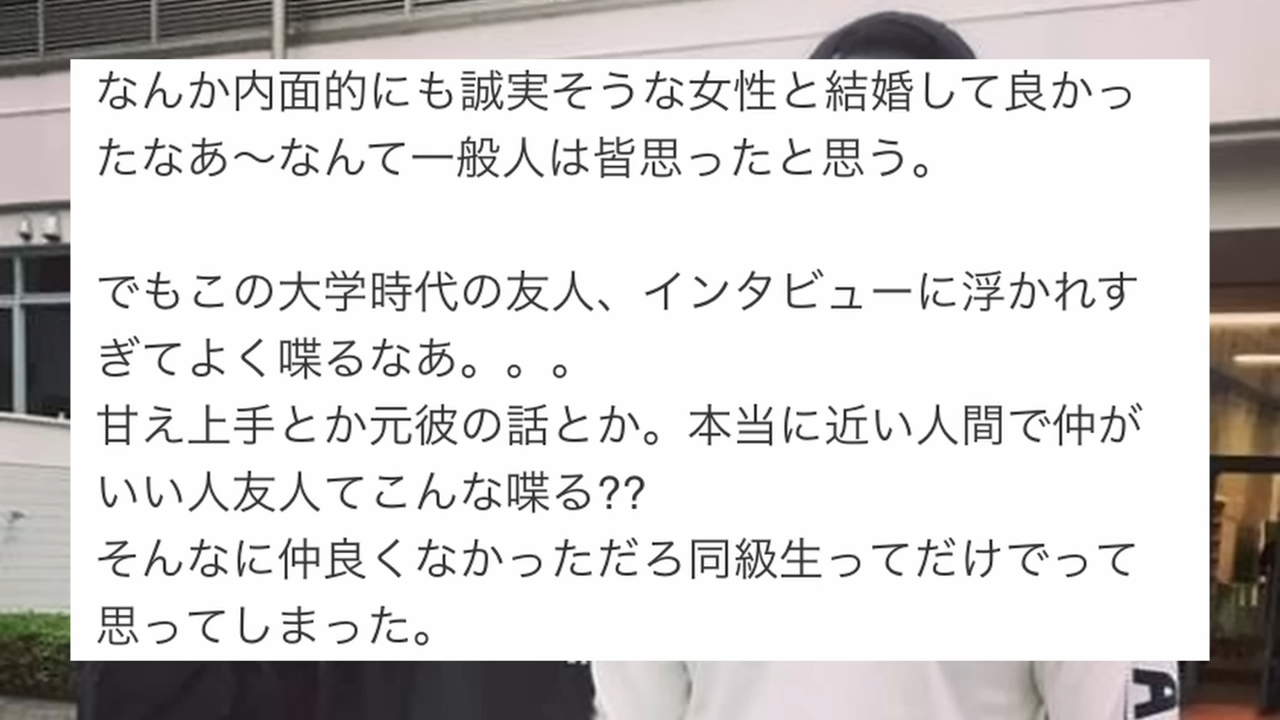 なんか内面的にも誠実そうな女性と結婚して良かっ
たなあ〜なんて一般人は皆思ったと思う。
でもこの大学時代の友人、インタビューに浮かれす
ぎてよく喋るなあ。。。
甘え上手とか元彼の話とか。本当に近い人間で仲が
いい人友人てこんな喋る??
そんなに仲良くなかっただろ同級生ってだけでって
思ってしまった。
A